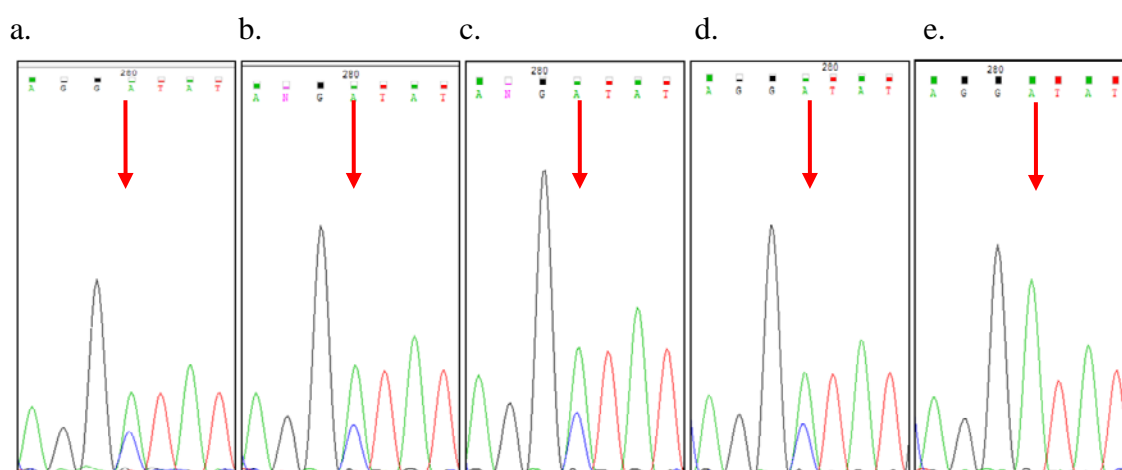 a. b. c. d. e.
280 280 280 280 280
A G G A T A T A N G A T A T A N G A T A T A G G A T A T A G G A T A T